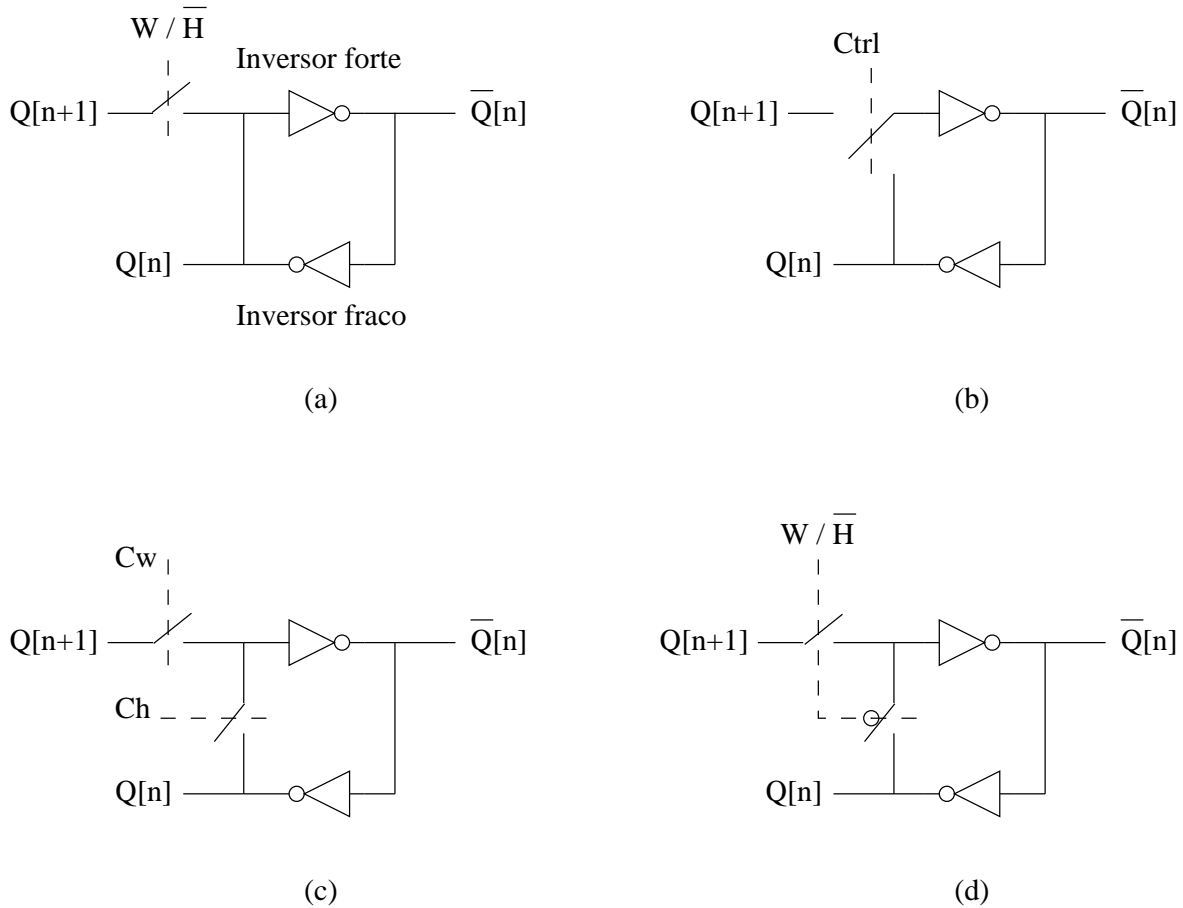 W / H̅
Inversor forte
Q[n+1]
Q̅[n]
Q[n]
Inversor fraco
(a)
Ctrl
Q[n+1]
Q̅[n]
Q[n]
(b)
Cw
Q[n+1]
Q̅[n]
Ch
Q[n]
(c)
W / H̅
Q[n+1]
Q̅[n]
Q[n]
(d)